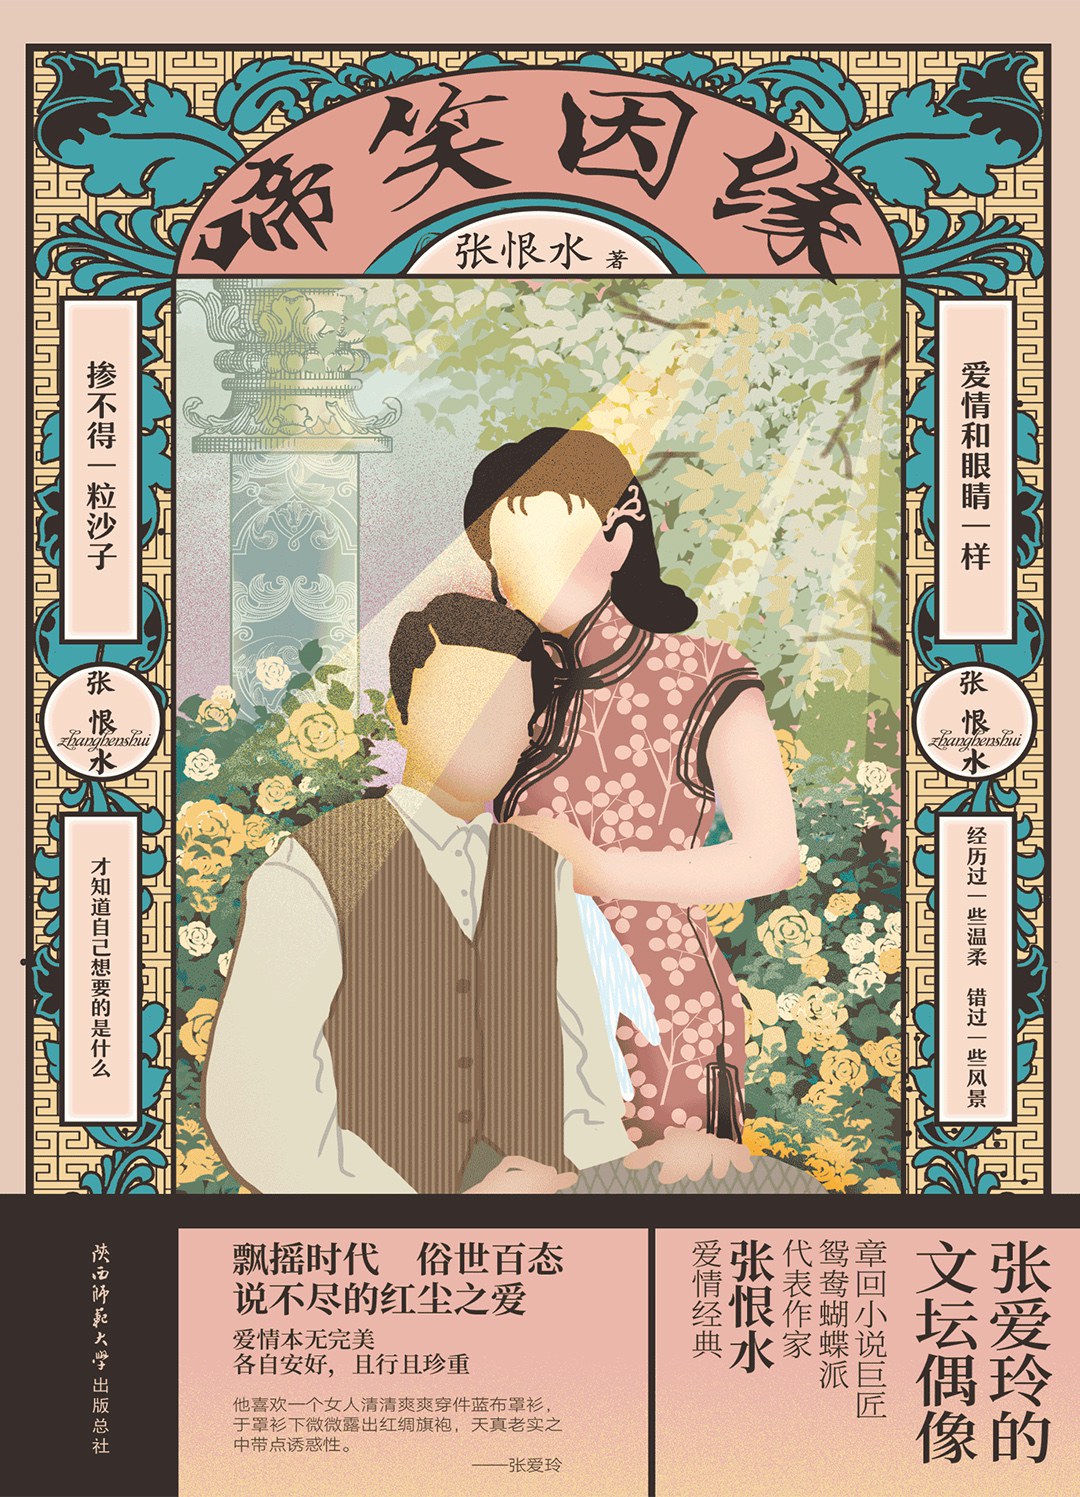 啼笑因缘
张恨水 著
爱情和眼睛一样
掺不得一粒沙子
张恨水
zhanghenshui
张恨水
zhanghenshui
经历过一些温柔 错过一些风景
才知道自己想要的是什么
张爱玲的
文坛偶像
章回小说巨匠
鸳鸯蝴蝶派
代表作家
张恨水
爱情经典
飘摇时代 俗世百态
说不尽的红尘之爱
爱情本无完美
各自安好，且行且珍重
他喜欢一个女人清清爽爽穿件蓝布罩衫，
于罩衫下微微露出红绸旗袍，天真老实之
中带点诱惑性。
——张爱玲
陕西师范大学出版总社